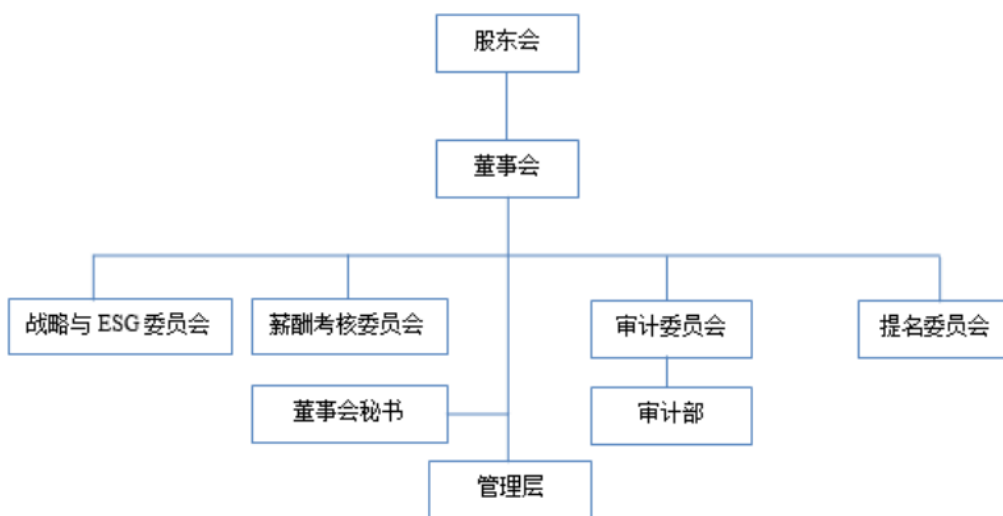 股东会
董事会
战略与 ESG 委员会
薪酬考核委员会
审计委员会
提名委员会
董事会秘书
审计部
管理层